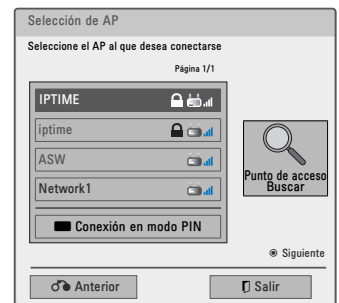 Selección de AP
Seleccione el AP al que desea conectarse
Página 1/1
IPTIME
iptime
ASW
Network1
Conexión en modo PIN
Punto de acceso
Buscar
Siguiente
Anterior
Salir